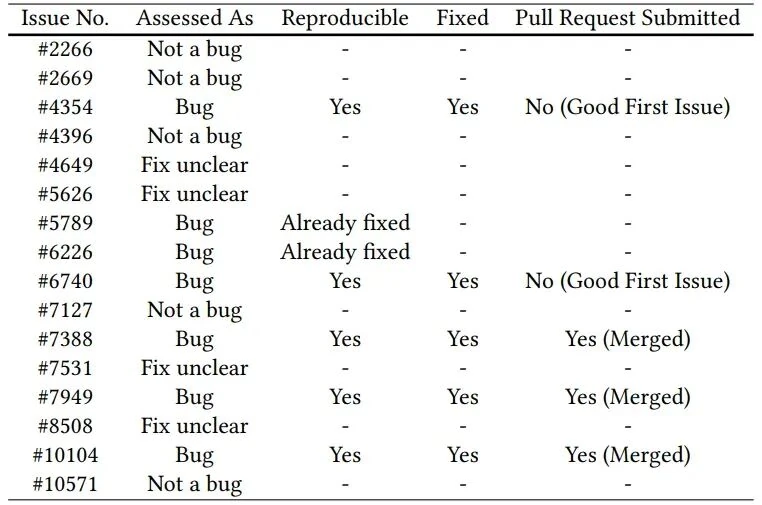 Issue No. Assessed As Reproducible Fixed Pull Request Submitted
#2266 Not a bug - - -
#2669 Not a bug - - -
#4354 Bug Yes Yes No (Good First Issue)
#4396 Not a bug - - -
#4649 Fix unclear - - -
#5626 Fix unclear - - -
#5789 Bug Already fixed - -
#6226 Bug Already fixed - -
#6740 Bug Yes Yes No (Good First Issue)
#7127 Not a bug - - -
#7388 Bug Yes Yes Yes (Merged)
#7531 Fix unclear - - -
#7949 Bug Yes Yes Yes (Merged)
#8508 Fix unclear - - -
#10104 Bug Yes Yes Yes (Merged)
#10571 Not a bug - - -